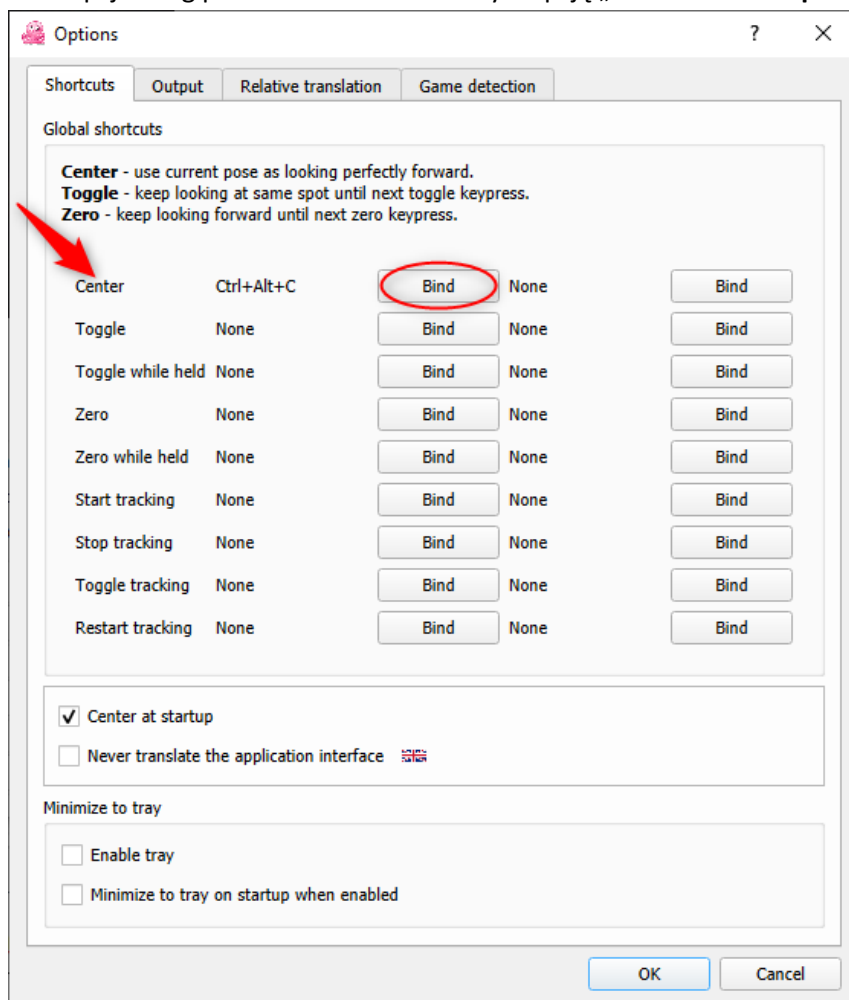 Options ? X
Shortcuts Output Relative translation Game detection
Global shortcuts
Center - use current pose as looking perfectly forward.
Toggle - keep looking at same spot until next toggle keypress.
Zero - keep looking forward until next zero keypress.
Center Ctrl+Alt+C Bind None Bind
Toggle None Bind None Bind
Toggle while held None Bind None Bind
Zero None Bind None Bind
Zero while held None Bind None Bind
Start tracking None Bind None Bind
Stop tracking None Bind None Bind
Toggle tracking None Bind None Bind
Restart tracking None Bind None Bind
Center at startup
Never translate the application interface
Minimize to tray
Enable tray
Minimize to tray on startup when enabled
OK Cancel